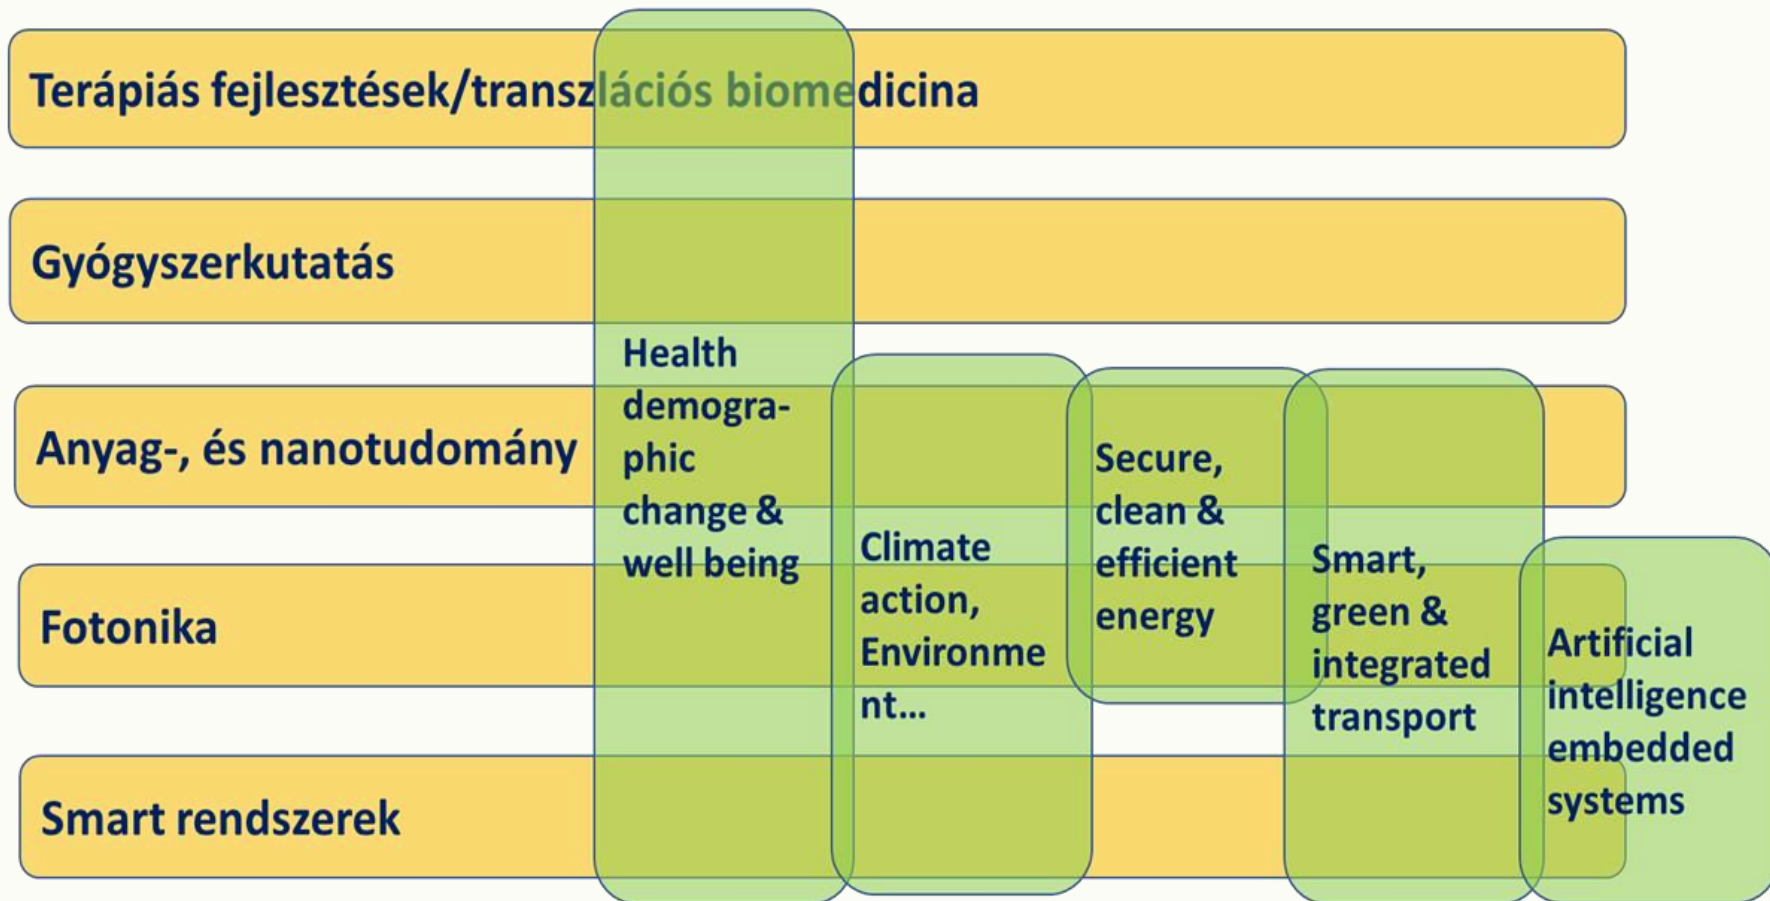 Terápiás fejlesztések/transzlációs biomedicina
Gyógyszerkutatás
Anyag-, és nanotudomány
Fotonika
Smart rendszerek
Health
demogra-
phic
change &
well being
Climate
action,
Environme
nt...
Secure,
clean &
efficient
energy
Smart,
green &
integrated
transport
Artificial
intelligence
embedded
systems